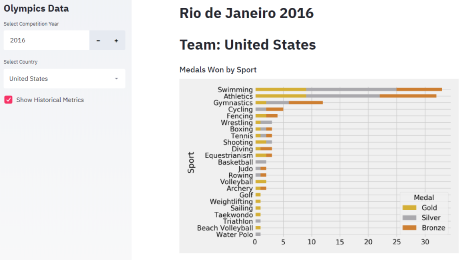 Olympics Data
Select Competition Year
2016
- +
Select Country
United States
Show Historical Metrics
Rio de Janeiro 2016
Team: United States
Medals Won by Sport
Sport
Swimming
Athletics
Gymnastics
Cycling
Fencing
Wrestling
Boxing
Tennis
Shooting
Diving
Equestrianism
Basketball
Judo
Rowing
Volleyball
Archery
Golf
Weightlifting
Sailing
Taekwondo
Triathlon
Beach Volleyball
Water Polo
0 5 10 15 20 25 30
Medal
Gold
Silver
Bronze